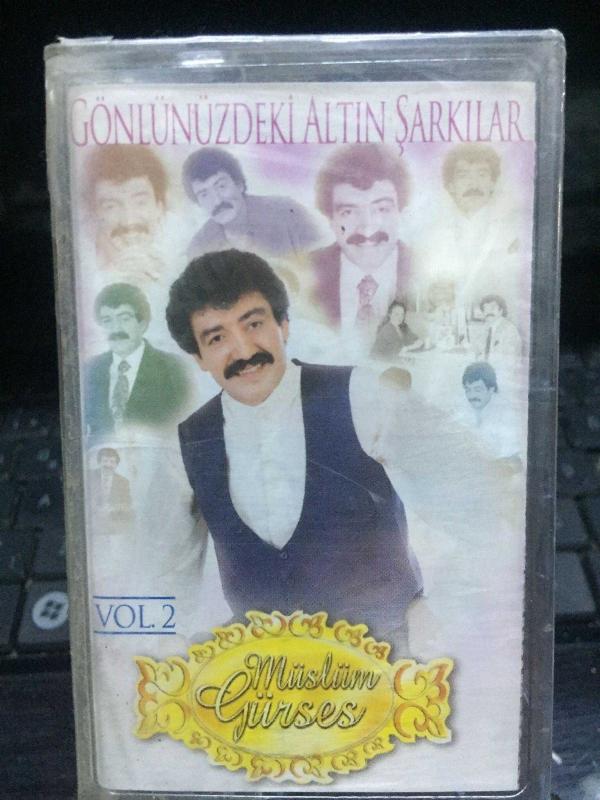 GÖNLÜNÜZDEKİ ALTIN ŞARKILAR
VOL. 2
Müslüm
Gürses